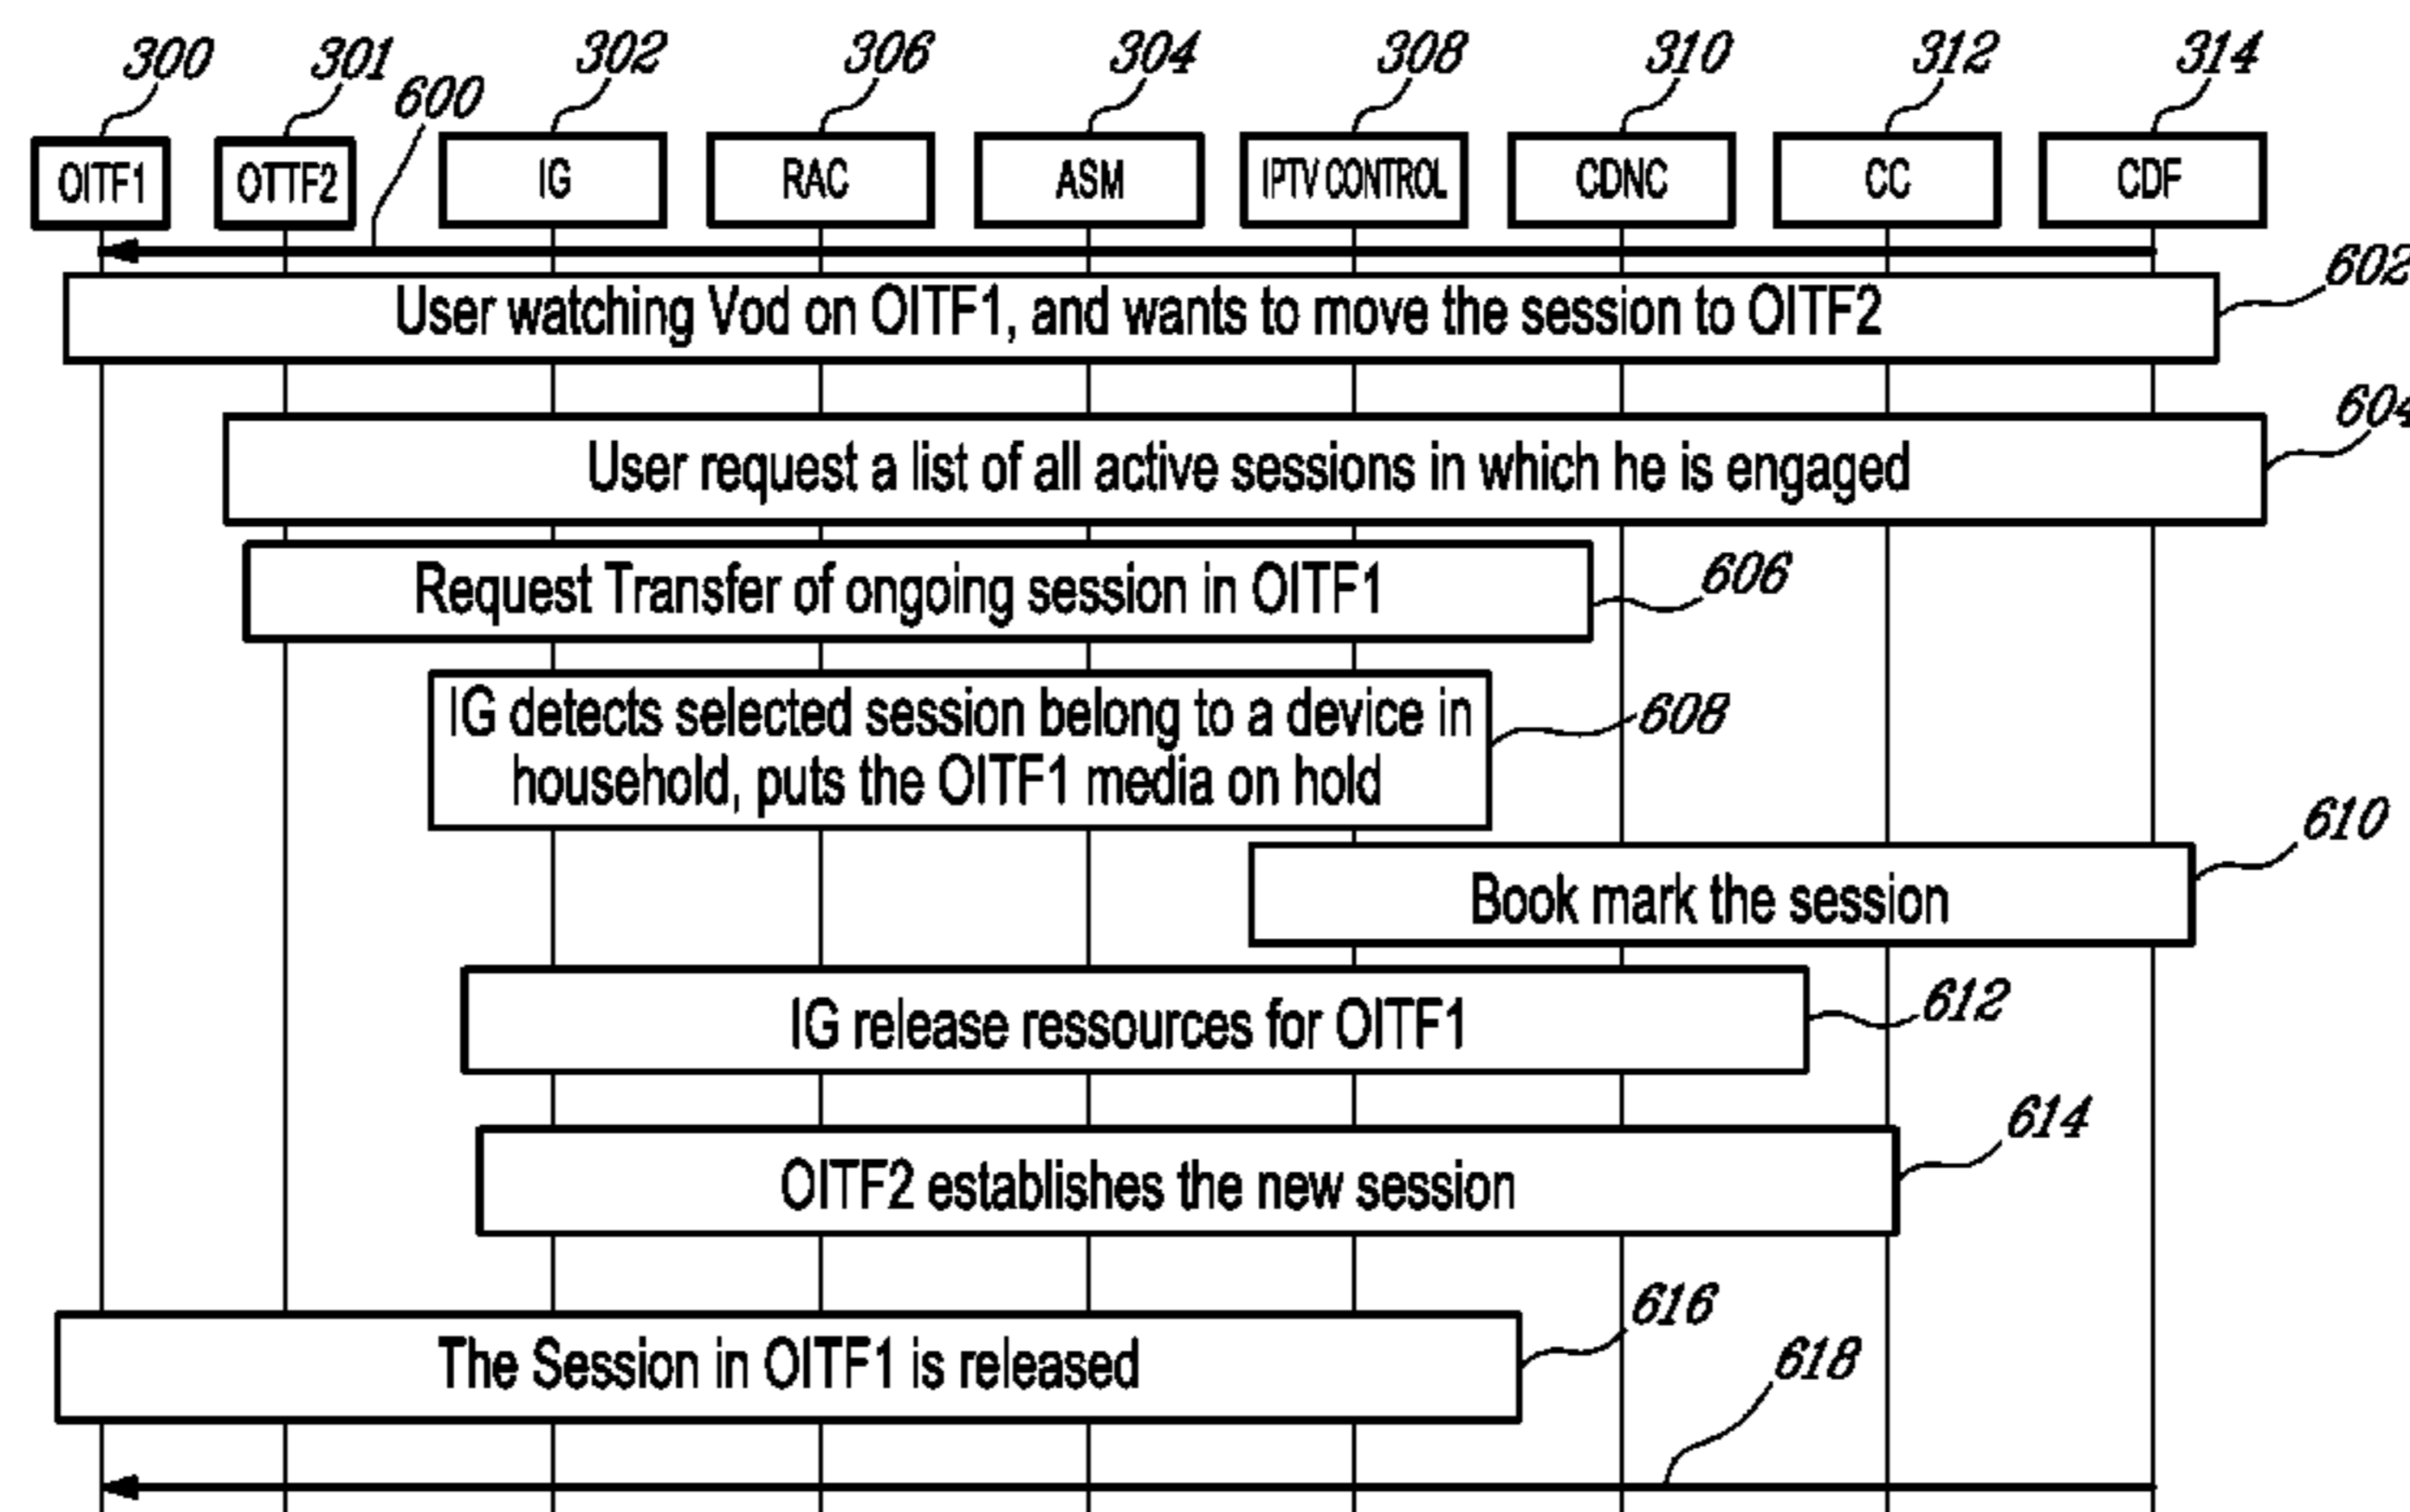 300 301 600 302 306 304 308 310 312 314
OITF1 OTTF2 IG RAC ASM IPTV CONTROL CDNC CC CDF
User watching Vod on OITF1, and wants to move the session to OITF2 602
User request a list of all active sessions in which he is engaged 604
Request Transfer of ongoing session in OITF1 606
IG detects selected session belong to a device in
household, puts the OITF1 media on hold 608
Book mark the session 610
IG release ressources for OITF1 612
OITF2 establishes the new session 614
The Session in OITF1 is released 616
618